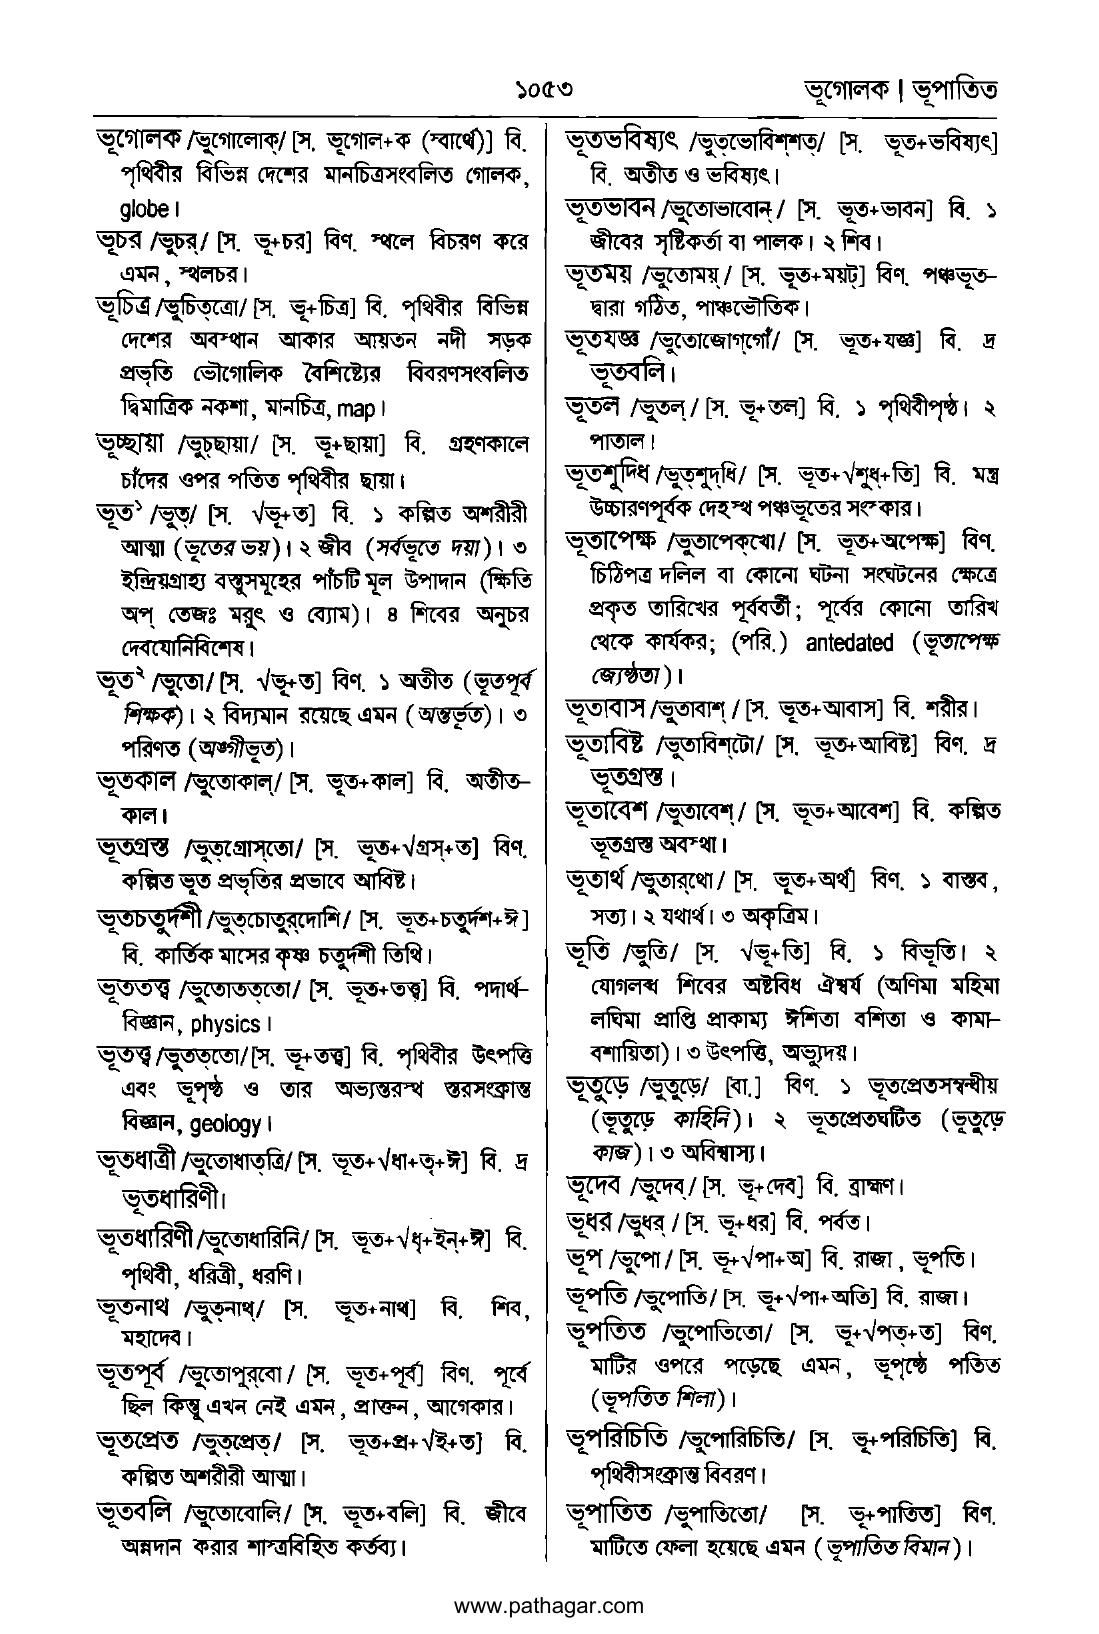 ১০৫৩
ভূগোলক | ভূপাতিত
ভূগোলক /ভুগোলোক্/ [স. ভূগোল+ক (স্বার্থে)] বি.
পৃথিবীর বিভিন্ন দেশের মানচিত্রসংবলিত গোলক,
globe।
ভূচর /ভুচর্/ [স. ভূ+চর] বিণ. স্থলে বিচরণ করে
এমন, স্থলচর।
ভূচিত্র /ভুচিত্‌ত্রো/ [স. ভূ+চিত্র] বি. পৃথিবীর বিভিন্ন
দেশের অবস্থান আকার আয়তন নদী সড়ক
প্রভৃতি ভৌগোলিক বৈশিষ্ট্যের বিবরণসংবলিত
দ্বিমাত্রিক নকশা, মানচিত্র, map।
ভূচ্ছায়া /ভুচ্‌ছায়া/ [স. ভূ+ছায়া] বি. গ্রহণকালে
চাঁদের ওপর পতিত পৃথিবীর ছায়া।
ভূত১ /ভুত্/ [স. √ভূ+ত] বি. ১ কল্পিত অশরীরী
আত্মা (ভূতের ভয়)। ২ জীব (সর্বভূতে দয়া)। ৩
ইন্দ্রিয়গ্রাহ্য বস্তুসমূহের পাঁচটি মূল উপাদান (ক্ষিতি
অপ্ তেজঃ মরুৎ ও ব্যোম)। ৪ শিবের অনুচর
দেবযোনিবিশেষ।
ভূত২ /ভুতো/ [স. √ভূ+ত] বিণ. ১ অতীত (ভূতপূর্ব
শিক্ষক)। ২ বিদ্যমান রয়েছে এমন (অন্তর্ভূত)। ৩
পরিণত (অঙ্গীভূত)।
ভূতকাল /ভুতোকাল্/ [স. ভূত+কাল] বি. অতীত–
কাল।
ভূতগ্রস্ত /ভুত্‌গ্রোস্‌তো/ [স. ভূত+√গ্রস্+ত] বিণ.
কল্পিত ভূত প্রভৃতির প্রভাবে আবিষ্ট।
ভূতচতুর্দশী /ভুত্‌চোতুর্‌দোশি/ [স. ভূত+চতুর্দশ+ঈ]
বি. কার্তিক মাসের কৃষ্ণ চতুর্দশী তিথি।
ভূততত্ত্ব /ভুতোতত্‌তো/ [স. ভূত+তত্ত্ব] বি. পদার্থ–
বিজ্ঞান, physics।
ভূতত্ত্ব /ভুতত্‌তো/ [স. ভূ+তত্ত্ব] বি. পৃথিবীর উৎপত্তি
এবং ভূপৃষ্ঠ ও তার অভ্যন্তরস্থ স্তরসংক্রান্ত
বিজ্ঞান, geology।
ভূতধাত্রী /ভুতোধাত্‌ত্রি/ [স. ভূত+√ধা+তৃ+ঈ] বি. দ্র
ভূতধারিণী।
ভূতধারিণী /ভুতোধারিনি/ [স. ভূত+√ধৃ+ইন্+ঈ] বি.
পৃথিবী, ধরিত্রী, ধরণি।
ভূতনাথ /ভুত্‌নাথ্/ [স. ভূত+নাথ] বি. শিব,
মহাদেব।
ভূতপূর্ব /ভুতোপুর্‌বো/ [স. ভূত+পূর্ব] বিণ. পূর্বে
ছিল কিন্তু এখন নেই এমন, প্রাক্তন, আগেকার।
ভূতপ্রেত /ভুত্‌প্রেত্/ [স. ভূত+প্র+√ই+ত] বি.
কল্পিত অশরীরী আত্মা।
ভূতবলি /ভুতোবোলি/ [স. ভূত+বলি] বি. জীবে
অন্নদান করার শাস্ত্রবিহিত কর্তব্য।
ভূতভবিষ্যৎ /ভুত্‌ভোবিশ্‌শত্/ [স. ভূত+ভবিষ্যৎ]
বি. অতীত ও ভবিষ্যৎ।
ভূতভাবন /ভুতোভাবোন্/ [স. ভূত+ভাবন] বি. ১
জীবের সৃষ্টিকর্তা বা পালক। ২ শিব।
ভূতময় /ভুতোময়্/ [স. ভূত+ময়ট্] বিণ. পঞ্চভূত–
দ্বারা গঠিত, পাঞ্চভৌতিক।
ভূতযজ্ঞ /ভুতোজোগ্‌গোঁ/ [স. ভূত+যজ্ঞ] বি. দ্র
ভূতবলি।
ভূতল /ভুতল্/ [স. ভূ+তল] বি. ১ পৃথিবীপৃষ্ঠ। ২
পাতাল।
ভূতশুদ্ধি /ভুত্‌শুদ্‌ধি/ [স. ভূত+√শুধ্+তি] বি. মন্ত্র
উচ্চারণপূর্বক দেহস্থ পঞ্চভূতের সংস্কার।
ভূতাপেক্ষ /ভুতাপেক্‌খো/ [স. ভূত+অপেক্ষ] বিণ.
চিঠিপত্র দলিল বা কোনো ঘটনা সংঘটনের ক্ষেত্রে
প্রকৃত তারিখের পূর্ববর্তী; পূর্বের কোনো তারিখ
থেকে কার্যকর; (পরি.) antedated (ভূতাপেক্ষ
জ্যেষ্ঠতা)।
ভূতাবাস /ভুতাবাশ্/ [স. ভূত+আবাস] বি. শরীর।
ভূতাবিষ্ট /ভুতাবিশ্‌টো/ [স. ভূত+আবিষ্ট] বিণ. দ্র
ভূতগ্রস্ত।
ভূতাবেশ /ভুতাবেশ্/ [স. ভূত+আবেশ] বি. কল্পিত
ভূতগ্রস্ত অবস্থা।
ভূতার্থ /ভুতার্‌থো/ [স. ভূত+অর্থ] বিণ. ১ বাস্তব,
সত্য। ২ যথার্থ। ৩ অকৃত্রিম।
ভূতি /ভুতি/ [স. √ভূ+তি] বি. ১ বিভূতি। ২
যোগলব্ধ শিবের অষ্টবিধ ঐশ্বর্য (অণিমা মহিমা
লঘিমা প্রাপ্তি প্রাকাম্য ঈশিতা বশিতা ও কামা–
বশায়িতা)। ৩ উৎপত্তি, অভ্যুদয়।
ভূতুড়ে /ভুতুড়ে/ [বা.] বিণ. ১ ভূতপ্রেতসম্বন্ধীয়
(ভূতুড়ে কাহিনি)। ২ ভূতপ্রেতঘটিত (ভূতুড়ে
কাজ)। ৩ অবিশ্বাস্য।
ভূদেব /ভুদেব্/ [স. ভূ+দেব] বি. ব্রাহ্মণ।
ভূধর /ভুধর্/ [স. ভূ+ধর] বি. পর্বত।
ভূপ /ভুপো/ [স. ভূ+√পা+অ] বি. রাজা, ভূপতি।
ভূপতি /ভুপোতি/ [স. ভূ+√পা+অতি] বি. রাজা।
ভূপতিত /ভুপোতিতো/ [স. ভূ+√পত্+ত] বিণ.
মাটির ওপরে পড়েছে এমন, ভূপৃষ্ঠে পতিত
(ভূপতিত শিলা)।
ভূপরিচিতি /ভুপোরিচিতি/ [স. ভূ+পরিচিতি] বি.
পৃথিবীসংক্রান্ত বিবরণ।
ভূপাতিত /ভুপাতিতো/ [স. ভূ+পাতিত] বিণ.
মাটিতে ফেলা হয়েছে এমন (ভূপাতিত বিমান)।
www.pathagar.com